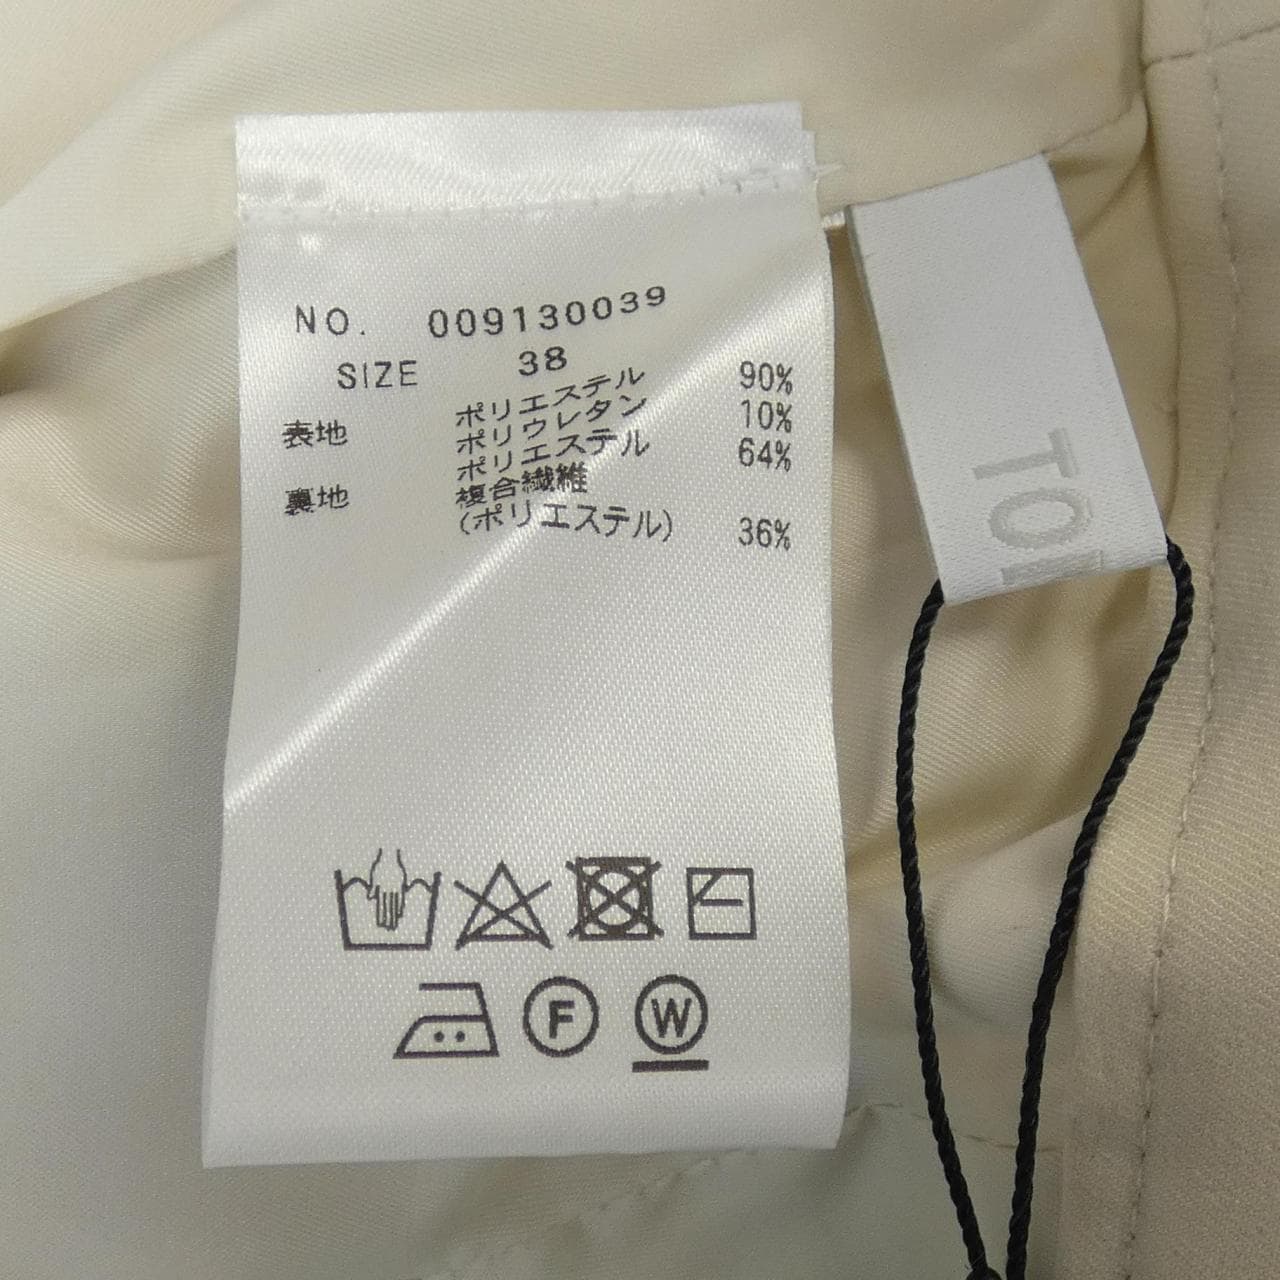 NO. 009130039
SIZE 38
表地 ポリエステル 90%
ポリウレタン 10%
裏地 ポリエステル 64%
複合繊維
(ポリエステル) 36%
F
W
TO